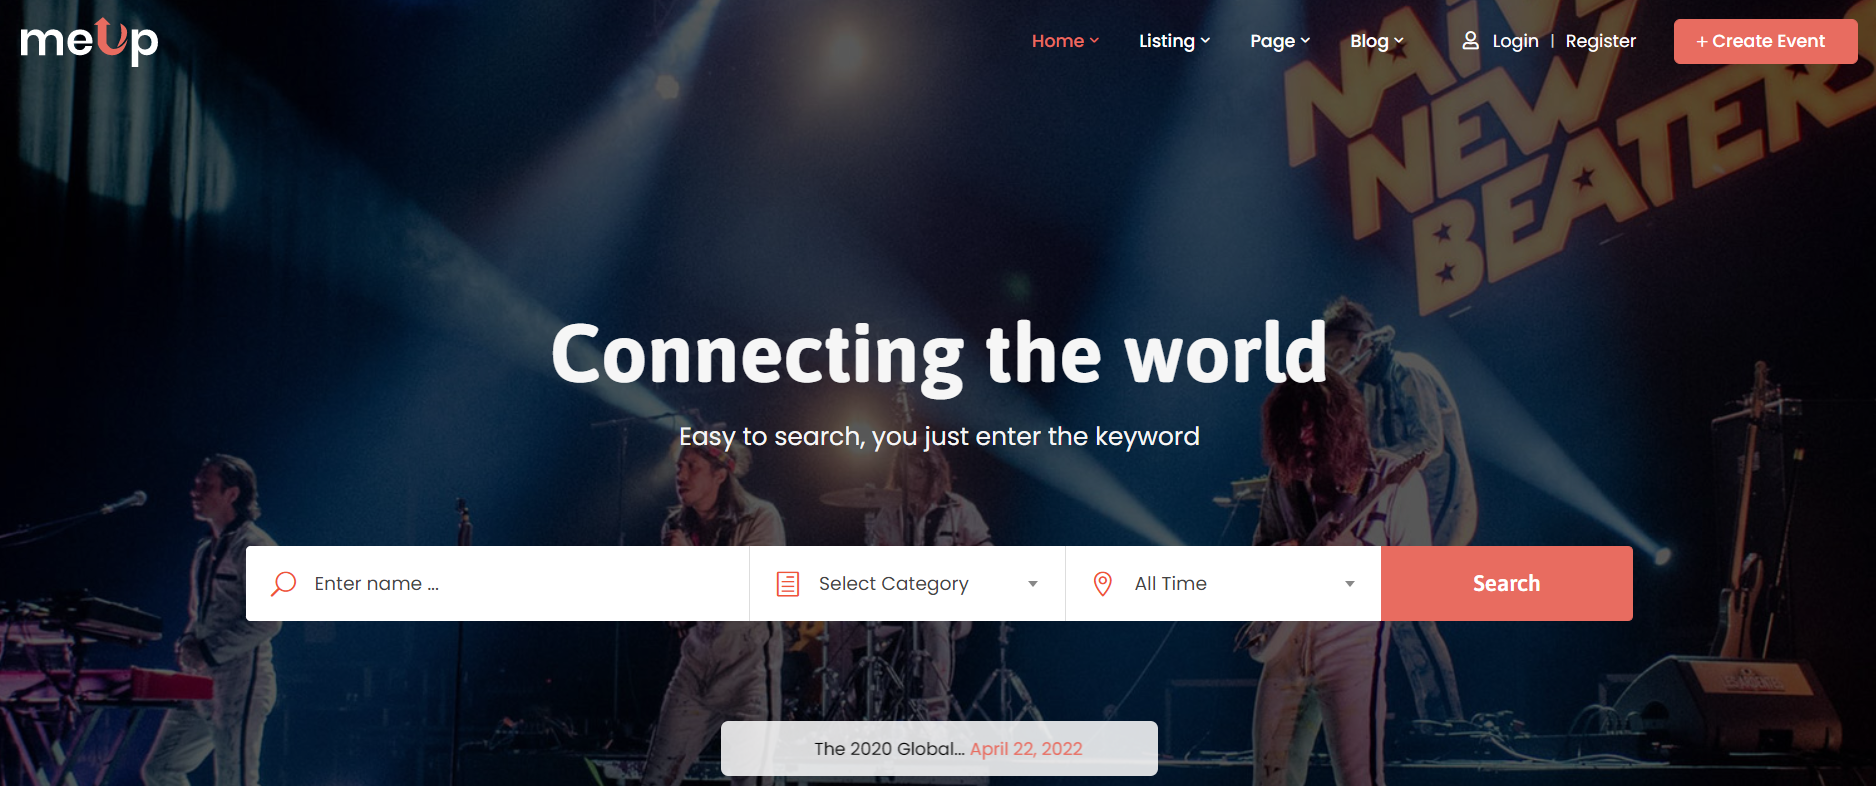 meUp
Home
Listing
Page
Blog
Login | Register
+ Create Event
NAIVE
NEW
BEATERS
Connecting the world
Easy to search, you just enter the keyword
Enter name ...
Select Category
All Time
Search
The 2020 Global... April 22, 2022